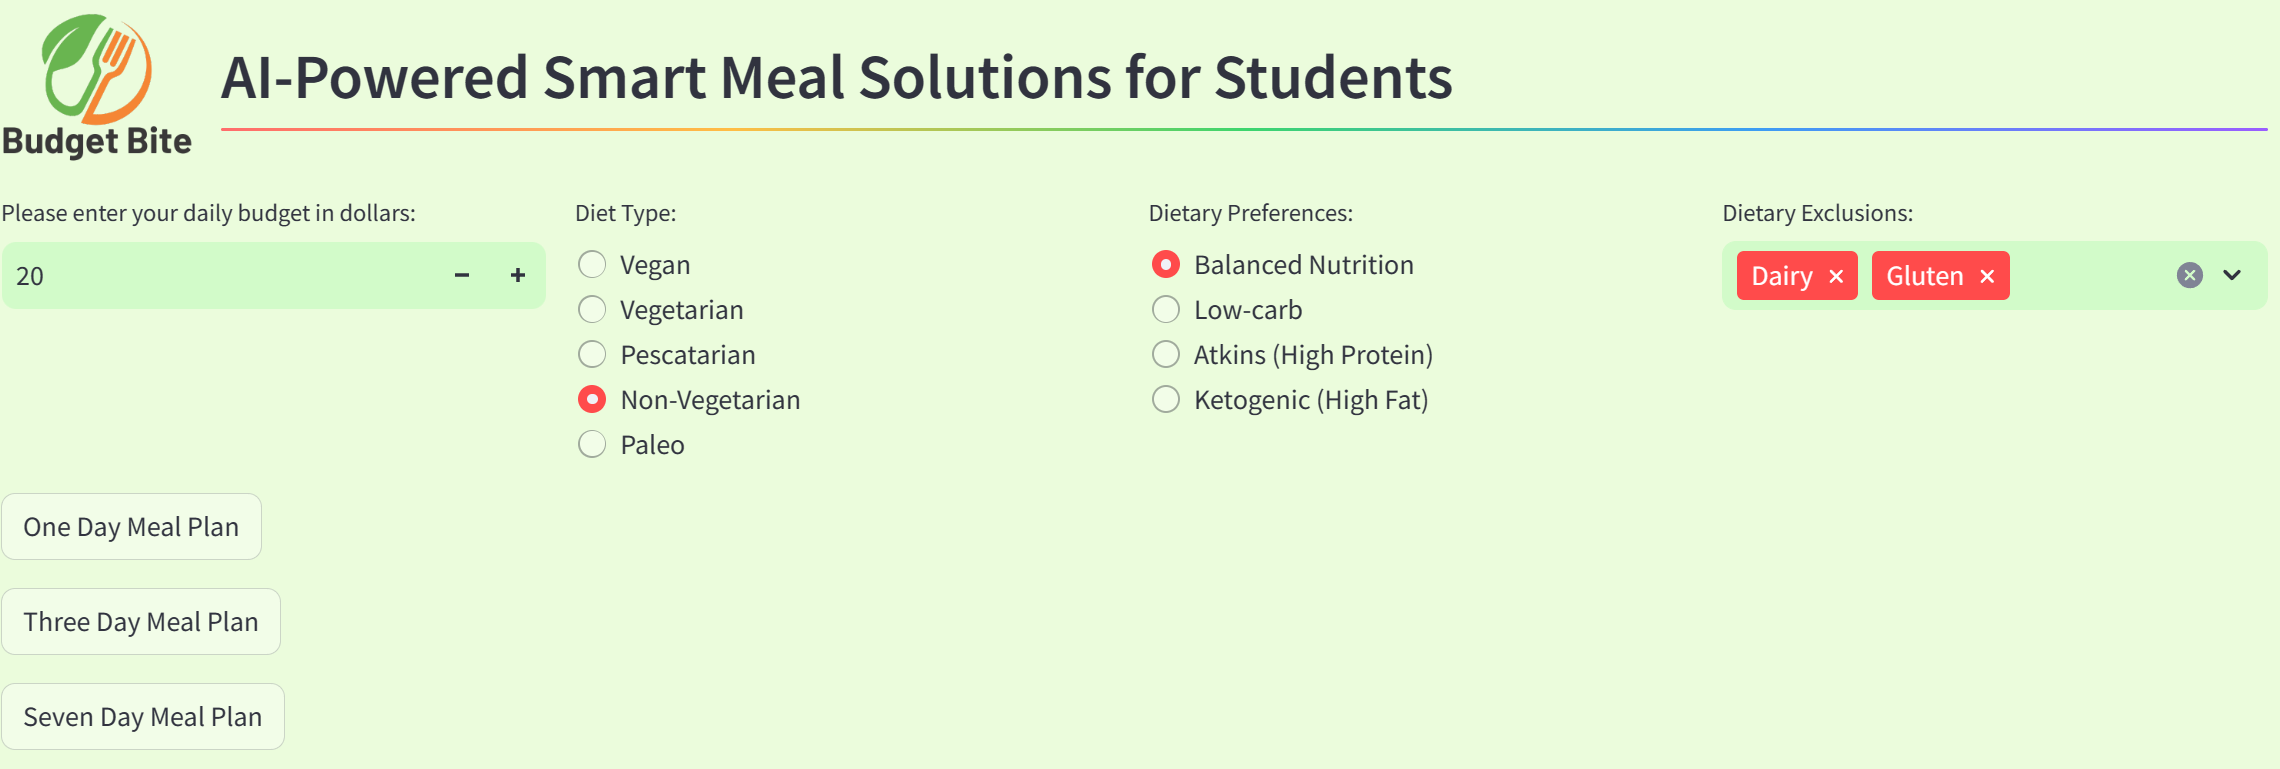 Budget Bite
AI-Powered Smart Meal Solutions for Students
Please enter your daily budget in dollars:
20
Diet Type:
Vegan
Vegetarian
Pescatarian
Non-Vegetarian
Paleo
Dietary Preferences:
Balanced Nutrition
Low-carb
Atkins (High Protein)
Ketogenic (High Fat)
Dietary Exclusions:
Dairy
Gluten
One Day Meal Plan
Three Day Meal Plan
Seven Day Meal Plan